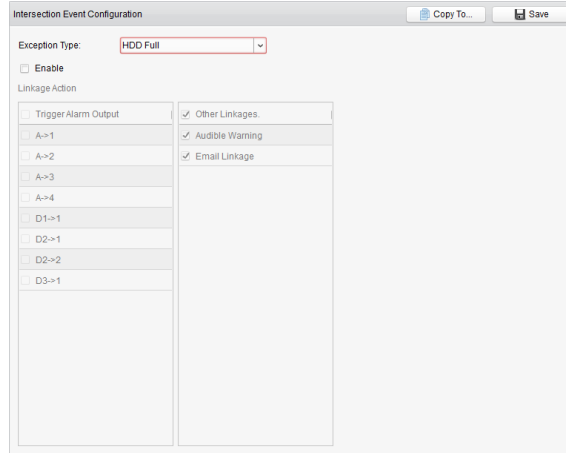 Intersection Event Configuration
Copy To...
Save
Exception Type:
HDD Full
Enable
Linkage Action
Trigger Alarm Output
Other Linkages.
A->1
Audible Warning
A->2
Email Linkage
A->3
A->4
D1->1
D2->1
D2->2
D3->1